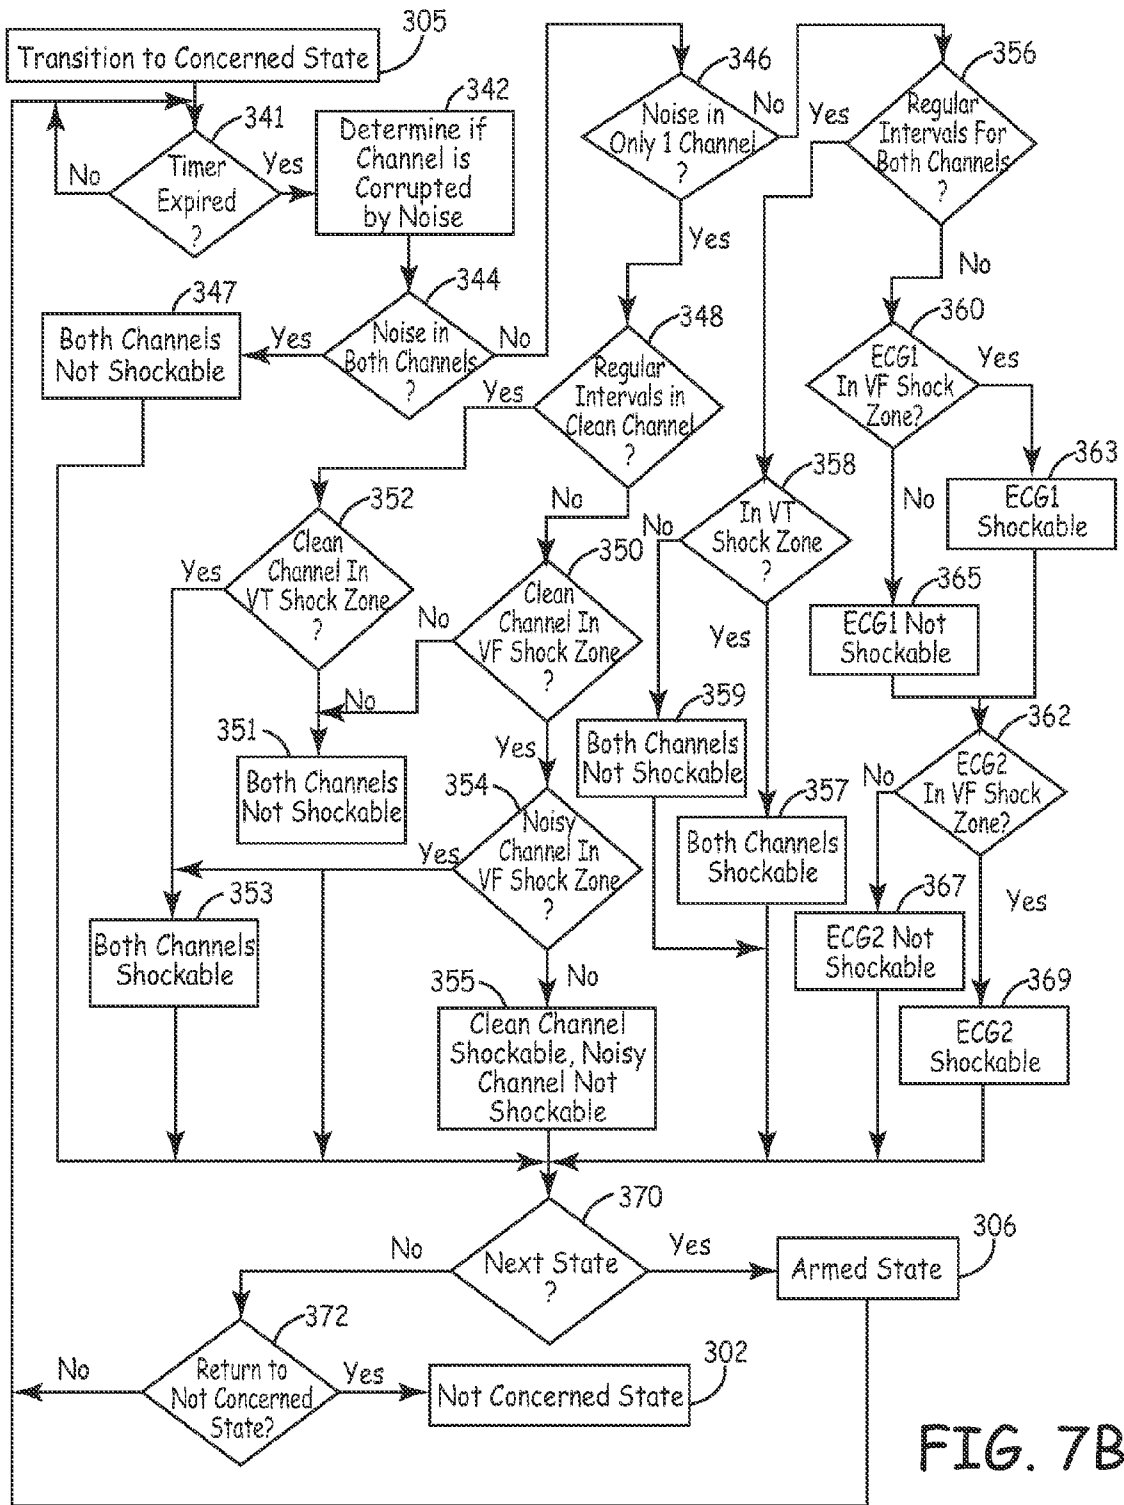 305
Transition to Concerned State
341
Timer
Expired
?
No
Yes
342
Determine if
Channel is
Corrupted
by Noise
344
Noise in
Both Channels
?
Yes
No
347
Both Channels
Not Shockable
346
Noise in
Only 1 Channel
?
No
Yes
356
Regular
Intervals For
Both Channels
?
Yes
No
348
Regular
Intervals in
Clean Channel
?
Yes
No
360
ECG1
In VF Shock
Zone?
Yes
No
363
ECG1
Shockable
365
ECG1 Not
Shockable
352
Clean
Channel In
VT Shock Zone
?
Yes
No
350
Clean
Channel In
VF Shock Zone
?
No
Yes
358
In VT
Shock Zone
?
No
Yes
351
Both Channels
Not Shockable
359
Both Channels
Not Shockable
362
ECG2
In VF Shock
Zone?
No
Yes
354
Noisy
Channel In
VF Shock Zone
?
Yes
No
357
Both Channels
Shockable
353
Both Channels
Shockable
367
ECG2 Not
Shockable
369
ECG2
Shockable
355
Clean Channel
Shockable, Noisy
Channel Not
Shockable
370
Next State
?
No
Yes
306
Armed State
372
Return to
Not Concerned
State?
No
Yes
302
Not Concerned State
FIG. 7B